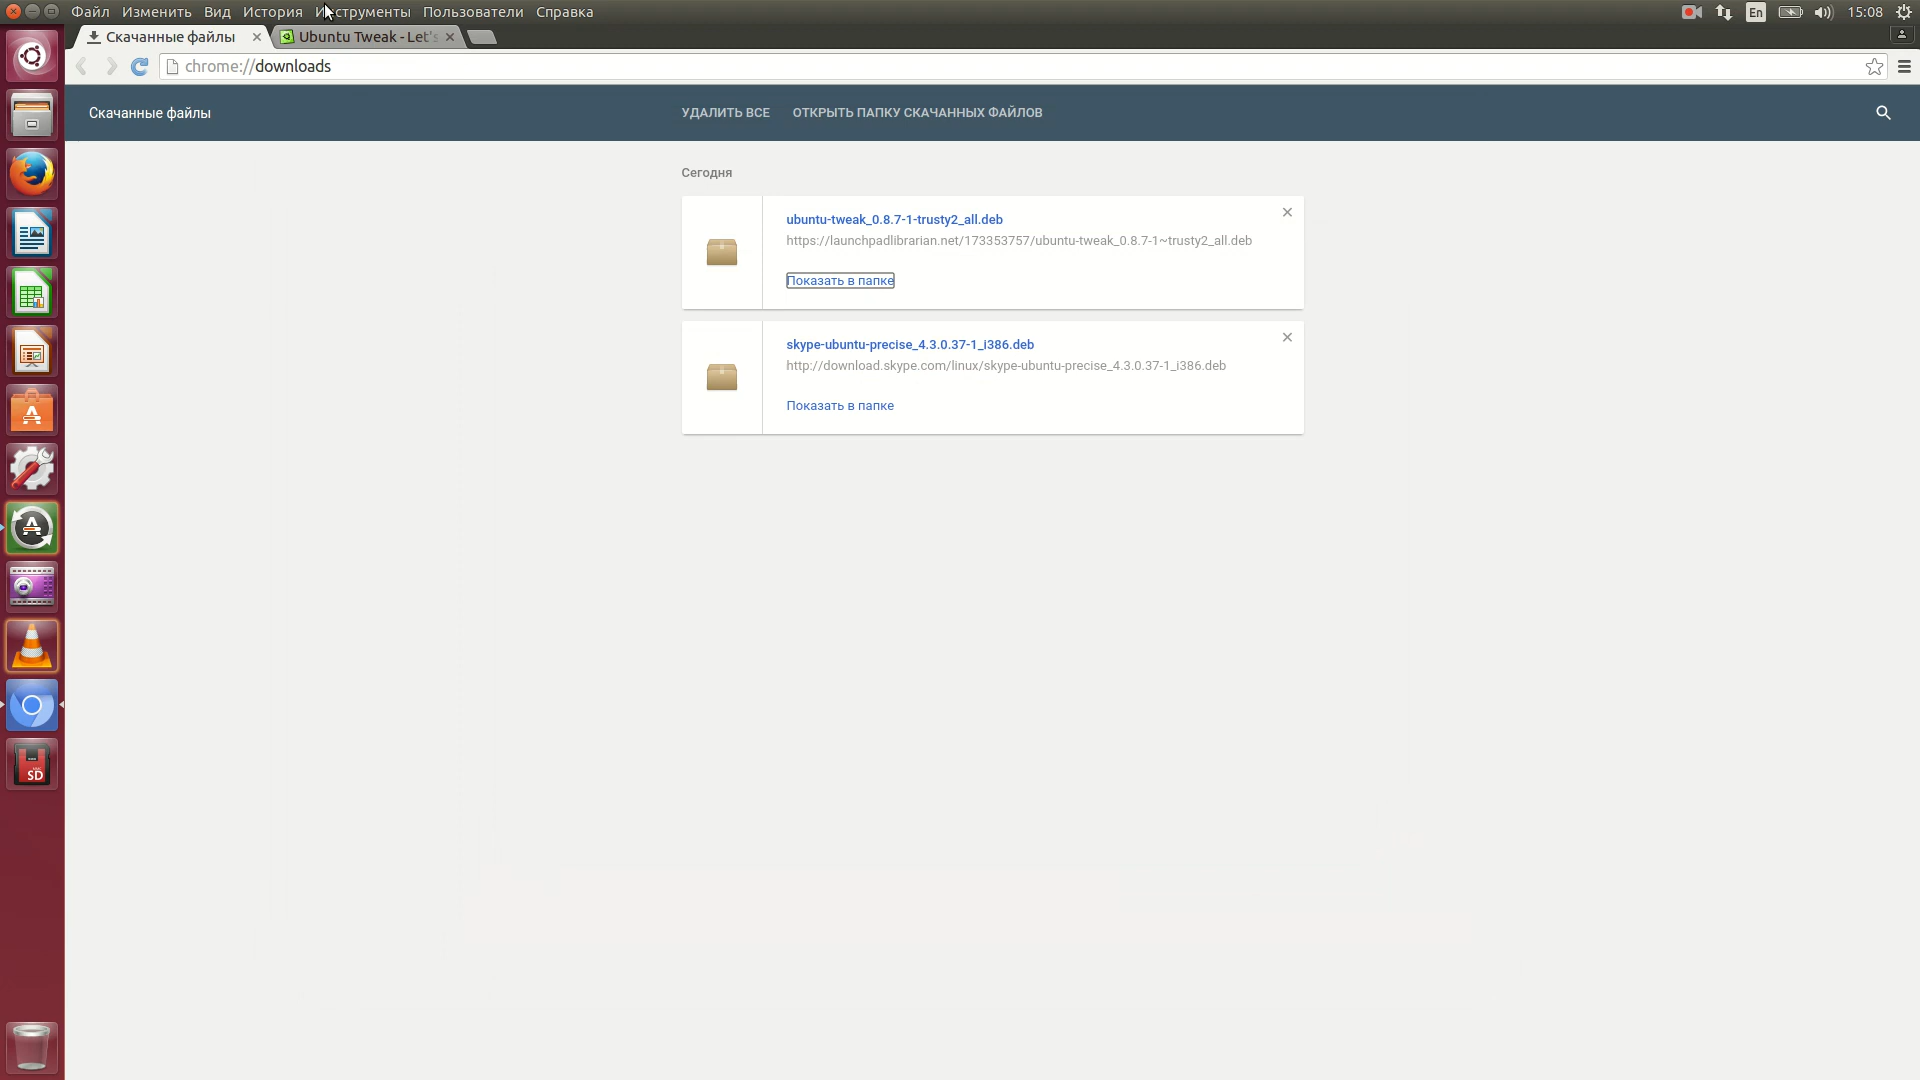 Файл Изменить Вид История Инструменты Пользователи Справка
En 15:08
Скачанные файлы
Ubuntu Tweak - Let's
chrome://downloads
Скачанные файлы
УДАЛИТЬ ВСЕ ОТКРЫТЬ ПАПКУ СКАЧАННЫХ ФАЙЛОВ
Сегодня
ubuntu-tweak_0.8.7-1-trusty2_all.deb
https://launchpadlibrarian.net/173353757/ubuntu-tweak_0.8.7-1~trusty2_all.deb
Показать в папке
skype-ubuntu-precise_4.3.0.37-1_i386.deb
http://download.skype.com/linux/skype-ubuntu-precise_4.3.0.37-1_i386.deb
Показать в папке
SD